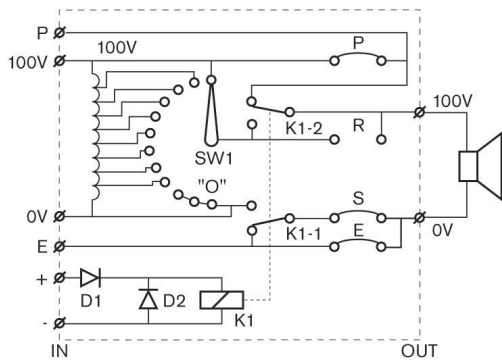 P
100V
100V
P
100V
K1-2
R
SW1
"O"
S
0V
0V
E
K1-1
E
+
D1
D2
K1
-
IN
OUT